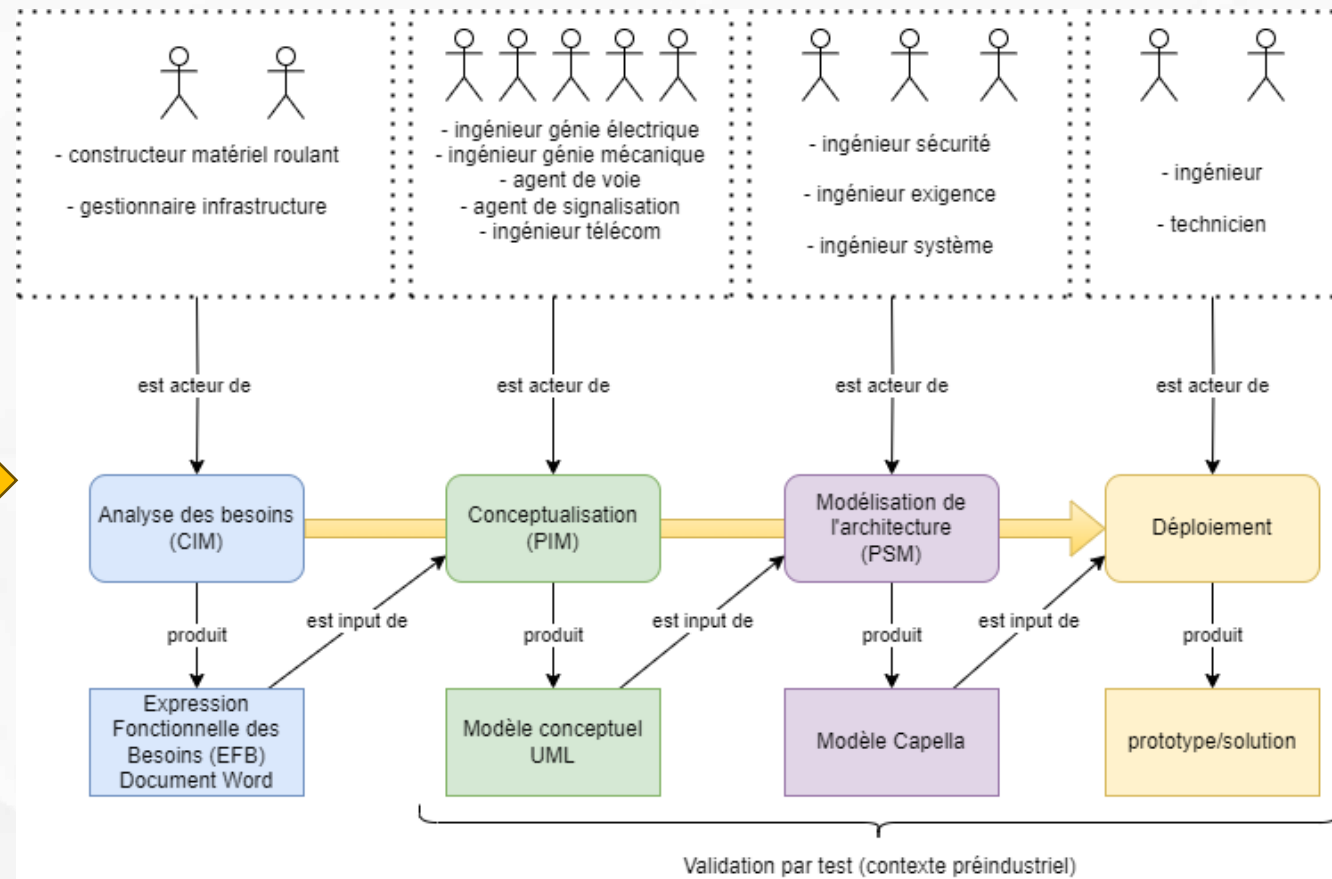 - constructeur matériel roulant
- gestionnaire infrastructure
- ingénieur génie électrique
- ingénieur génie mécanique
- agent de voie
- agent de signalisation
- ingénieur télécom
- ingénieur sécurité
- ingénieur exigence
- ingénieur système
- ingénieur
- technicien
est acteur de
est acteur de
est acteur de
est acteur de
Analyse des besoins
(CIM)
Conceptualisation
(PIM)
Modélisation de
l'architecture
(PSM)
Déploiement
produit
est input de
produit
est input de
produit
est input de
produit
Expression
Fonctionnelle des
Besoins (EFB)
Document Word
Modèle conceptuel
UML
Modèle Capella
prototype/solution
Validation par test (contexte préindustriel)